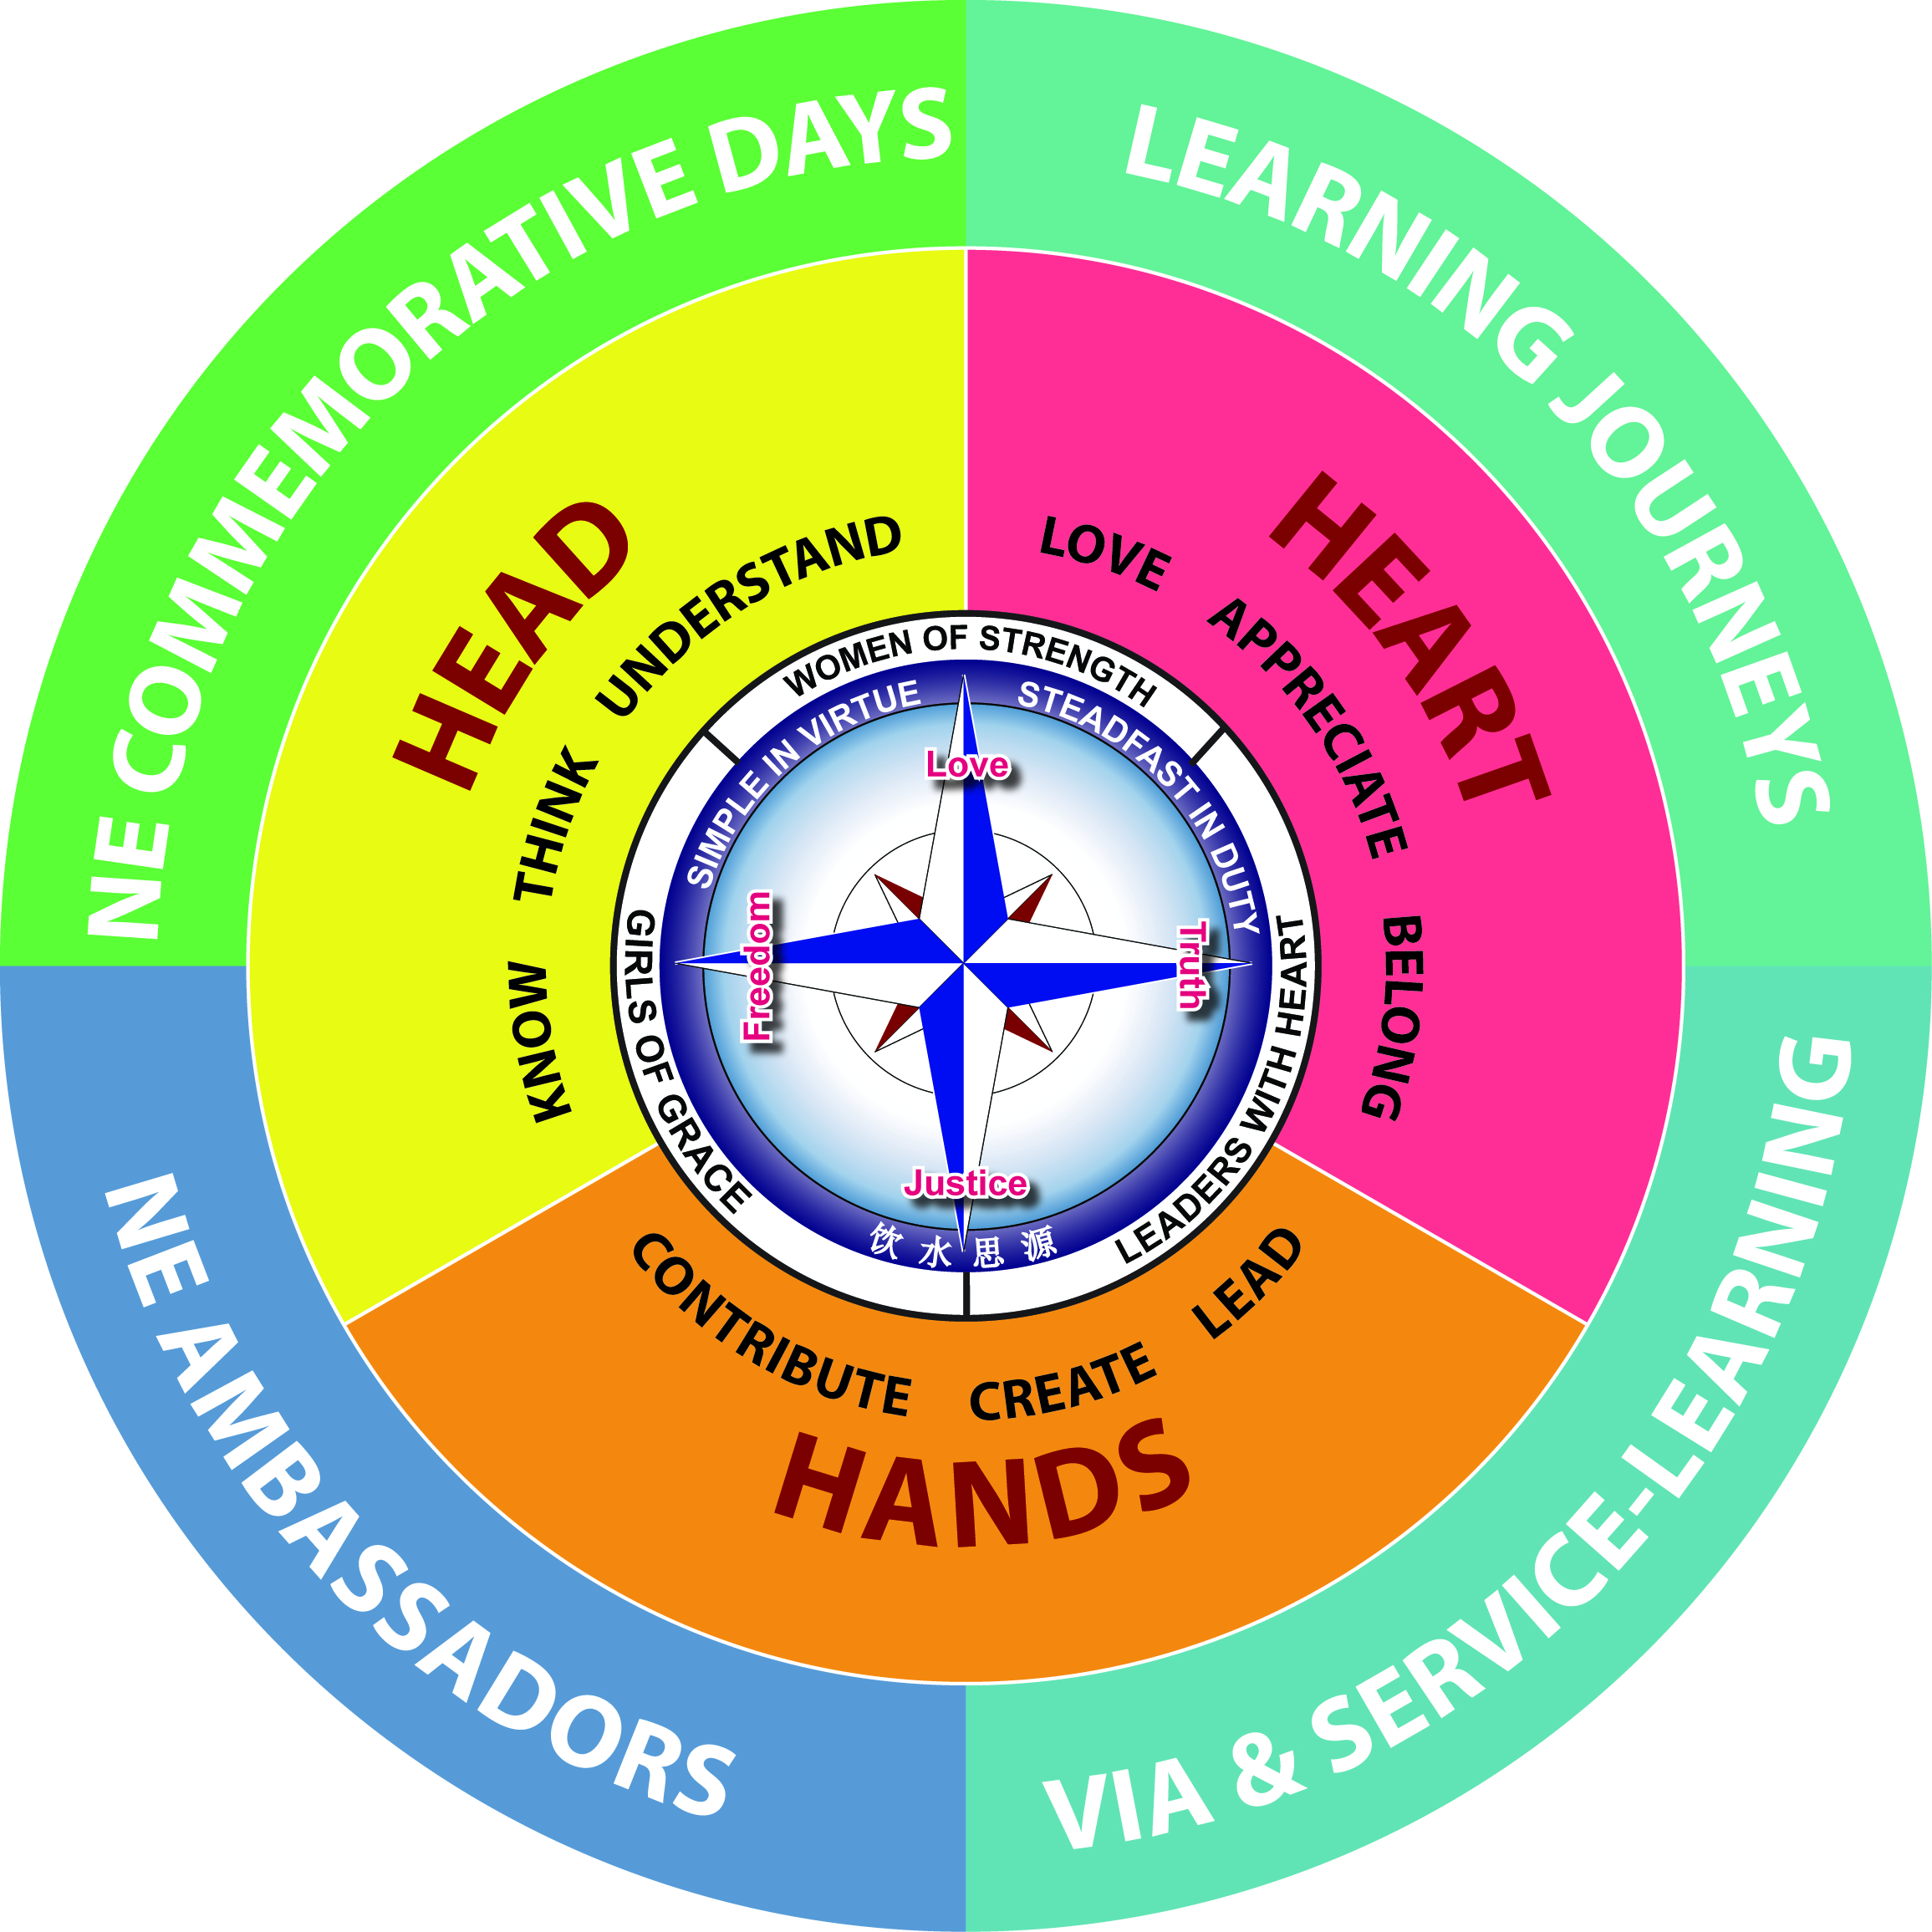 NE COMMEMORATIVE DAYS
LEARNING JOURNEYS
VIA & SERVICE-LEARNING
NE AMBASSADORS
HEAD
KNOW THINK UNDERSTAND
HEART
LOVE APPRECIATE BELONG
HANDS
CONTRIBUTE CREATE LEAD
WOMEN OF STRENGTH
LEADERS WITH HEART
GIRLS OF GRACE
SIMPLE IN VIRTUE
STEADFAST IN DUTY
饮水思源
Love
Truth
Justice
Freedom